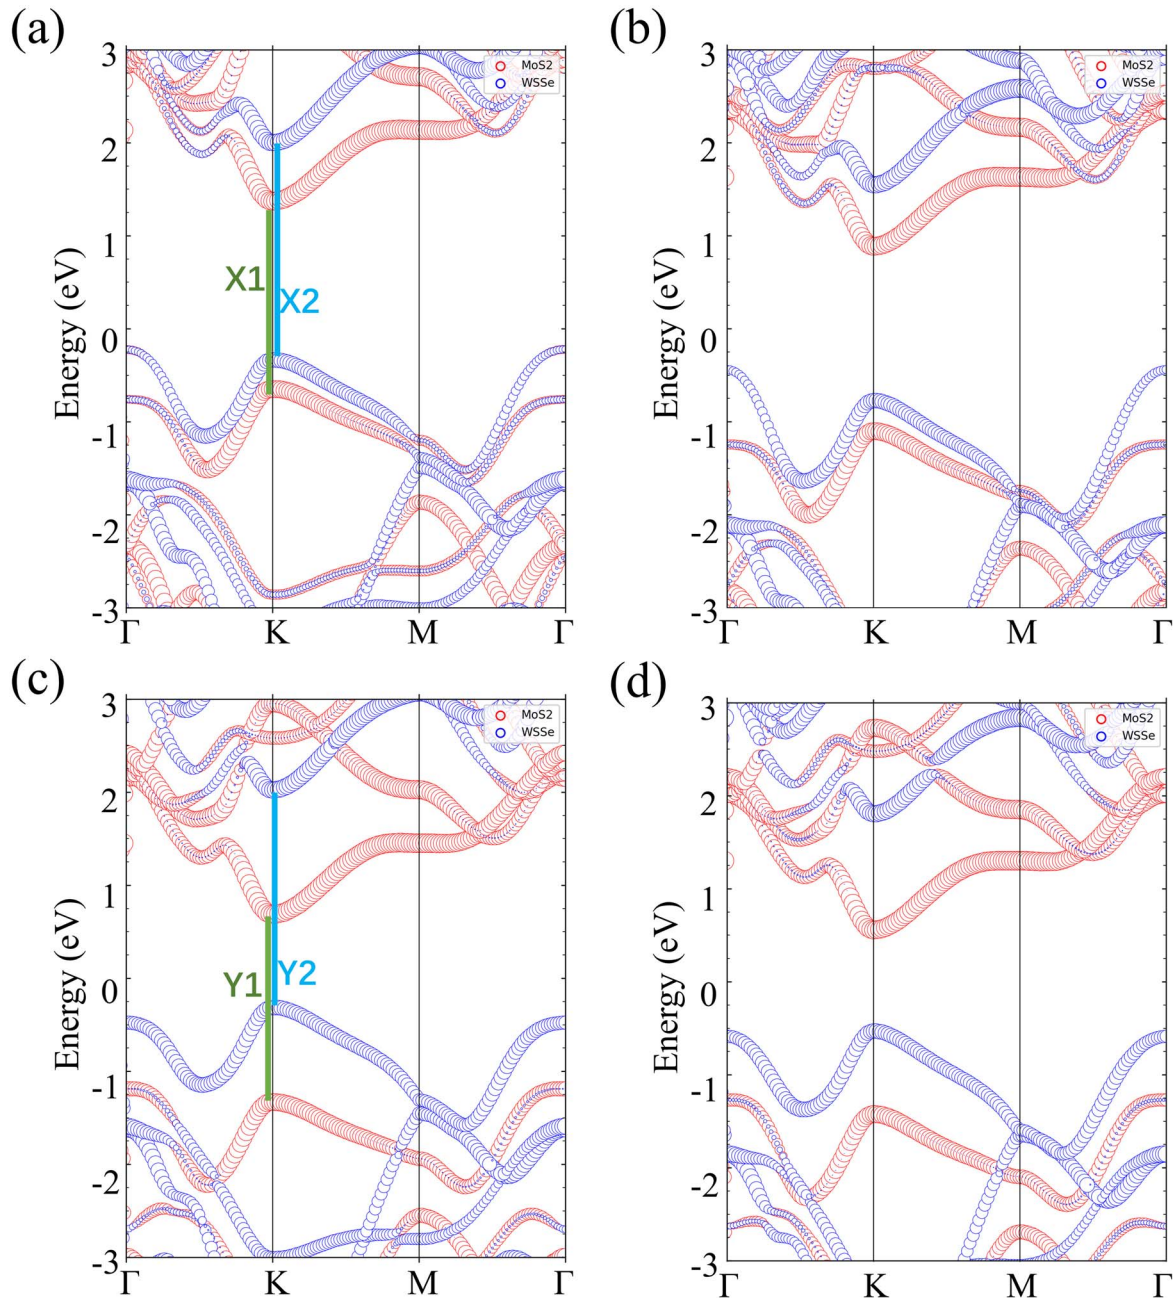 (a)
Energy (eV)
3
2
1
0
-1
-2
-3
MoS2
WSSe
X1
X2
Γ K M Γ
(b)
Energy (eV)
3
2
1
0
-1
-2
-3
MoS2
WSSe
Γ K M Γ
(c)
Energy (eV)
3
2
1
0
-1
-2
-3
MoS2
WSSe
Y1
Y2
Γ K M Γ
(d)
Energy (eV)
3
2
1
0
-1
-2
-3
MoS2
WSSe
Γ K M Γ